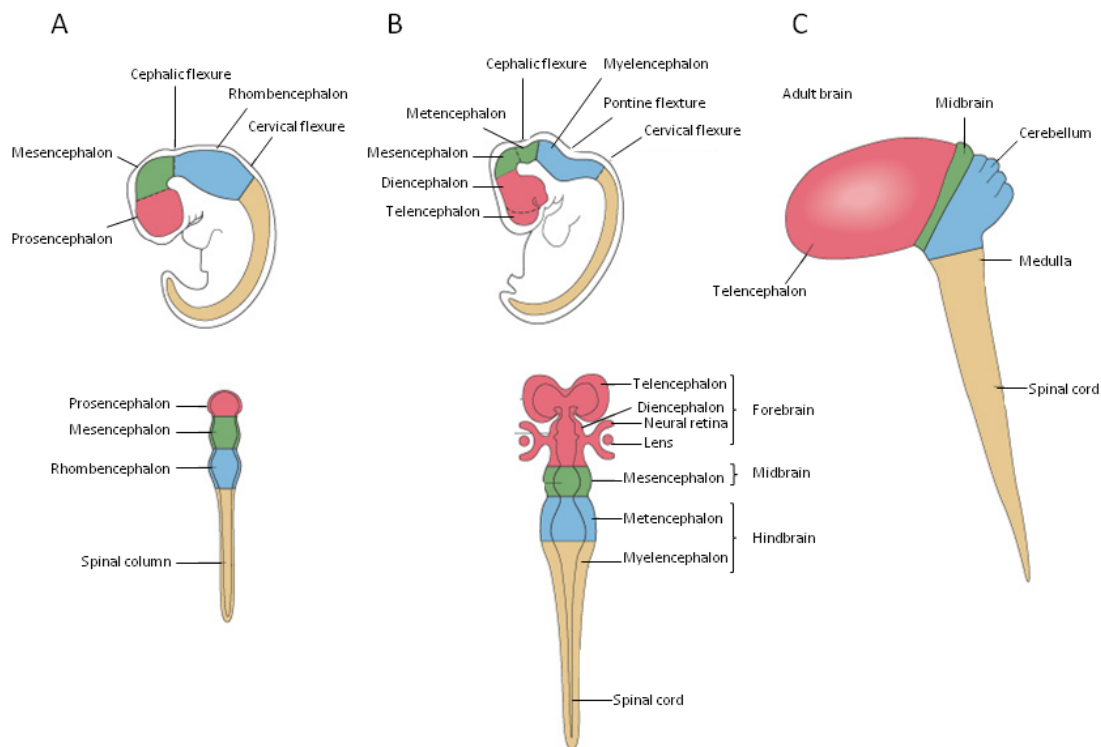 A
B
C
Cephalic flexure
Rhombencephalon
Cervical flexure
Mesencephalon
Prosencephalon
Cephalic flexure
Myelencephalon
Metencephalon
Pontine flexture
Cervical flexure
Mesencephalon
Diencephalon
Telencephalon
Adult brain
Midbrain
Cerebellum
Medulla
Telencephalon
Spinal cord
Prosencephalon
Mesencephalon
Rhombencephalon
Spinal column
Telencephalon
Diencephalon
Neural retina
Lens
Forebrain
Mesencephalon
Midbrain
Metencephalon
Hindbrain
Myelencephalon
Spinal cord